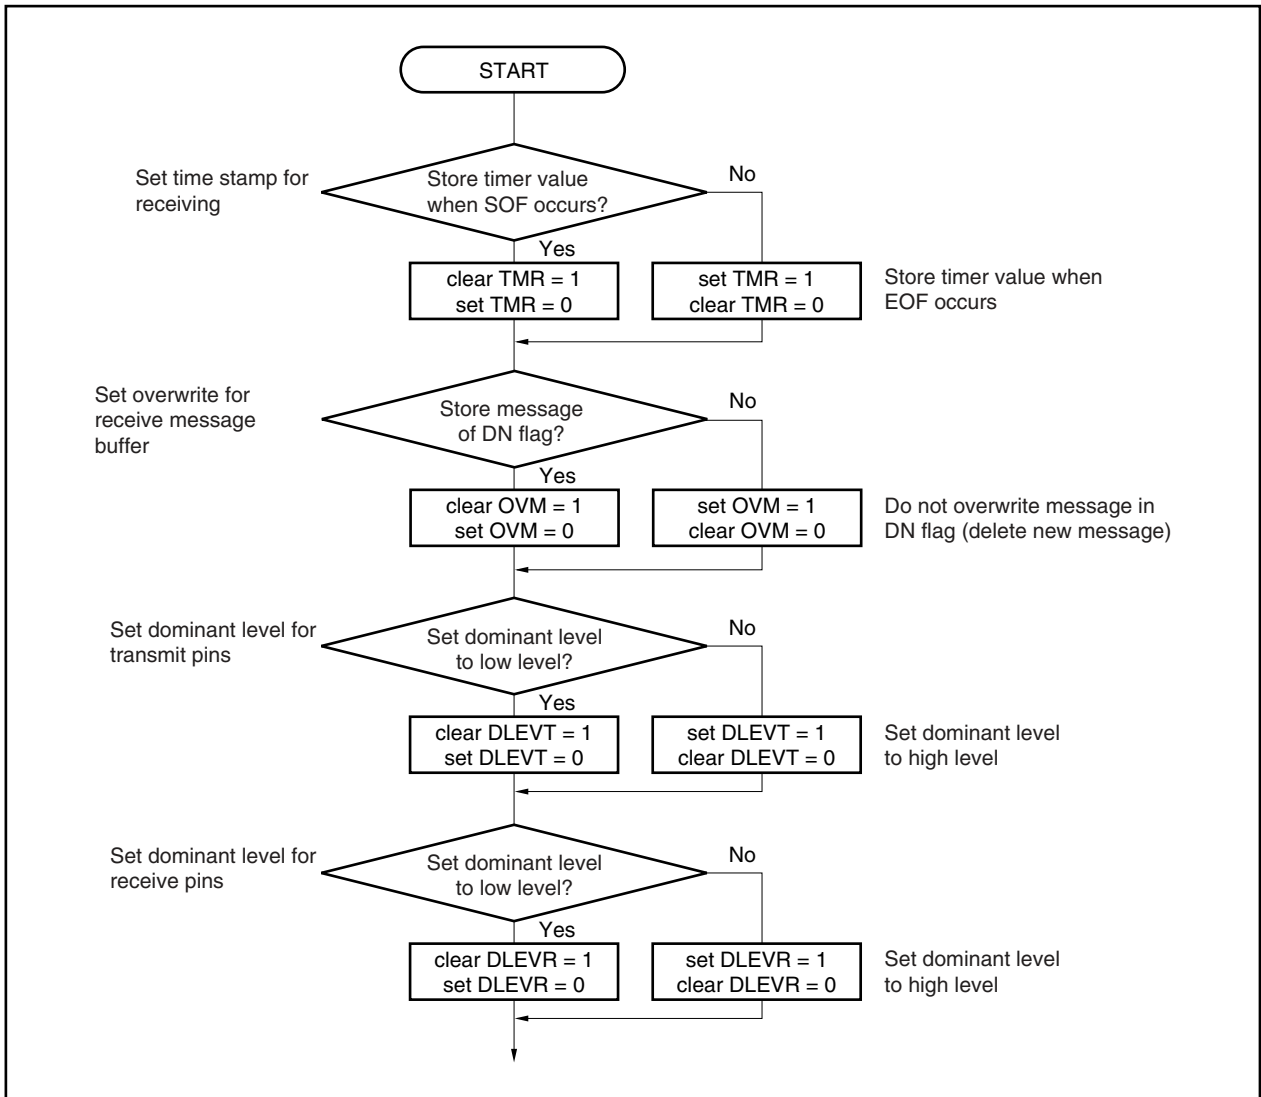 START
Set time stamp for
receiving
Store timer value
when SOF occurs?
No
Yes
clear TMR = 1
set TMR = 0
set TMR = 1
clear TMR = 0
Store timer value when
EOF occurs
Set overwrite for
receive message
buffer
Store message
of DN flag?
No
Yes
clear OVM = 1
set OVM = 0
set OVM = 1
clear OVM = 0
Do not overwrite message in
DN flag (delete new message)
Set dominant level for
transmit pins
Set dominant level
to low level?
No
Yes
clear DLEVT = 1
set DLEVT = 0
set DLEVT = 1
clear DLEVT = 0
Set dominant level
to high level
Set dominant level for
receive pins
Set dominant level
to low level?
No
Yes
clear DLEVR = 1
set DLEVR = 0
set DLEVR = 1
clear DLEVR = 0
Set dominant level
to high level